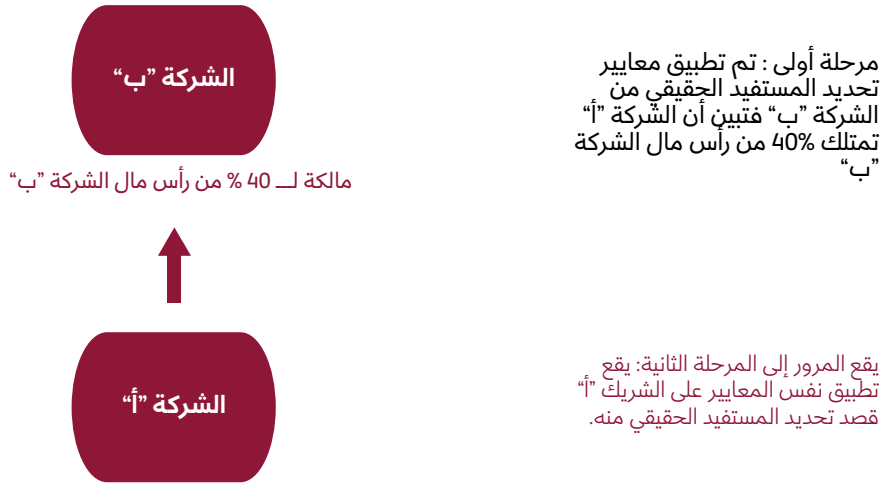 الشركة ”ب“
مالكة لـــ 40 % من رأس مال الشركة ”ب“
مرحلة أولى : تم تطبيق معايير
تحديد المستفيد الحقيقي من
الشركة ”ب“ فتبين أن الشركة ”أ“
تمتلك 40% من رأس مال الشركة
”ب“
الشركة ”أ“
يقع المرور إلى المرحلة الثانية: يقع
تطبيق نفس المعايير على الشريك ”أ“
قصد تحديد المستفيد الحقيقي منه.